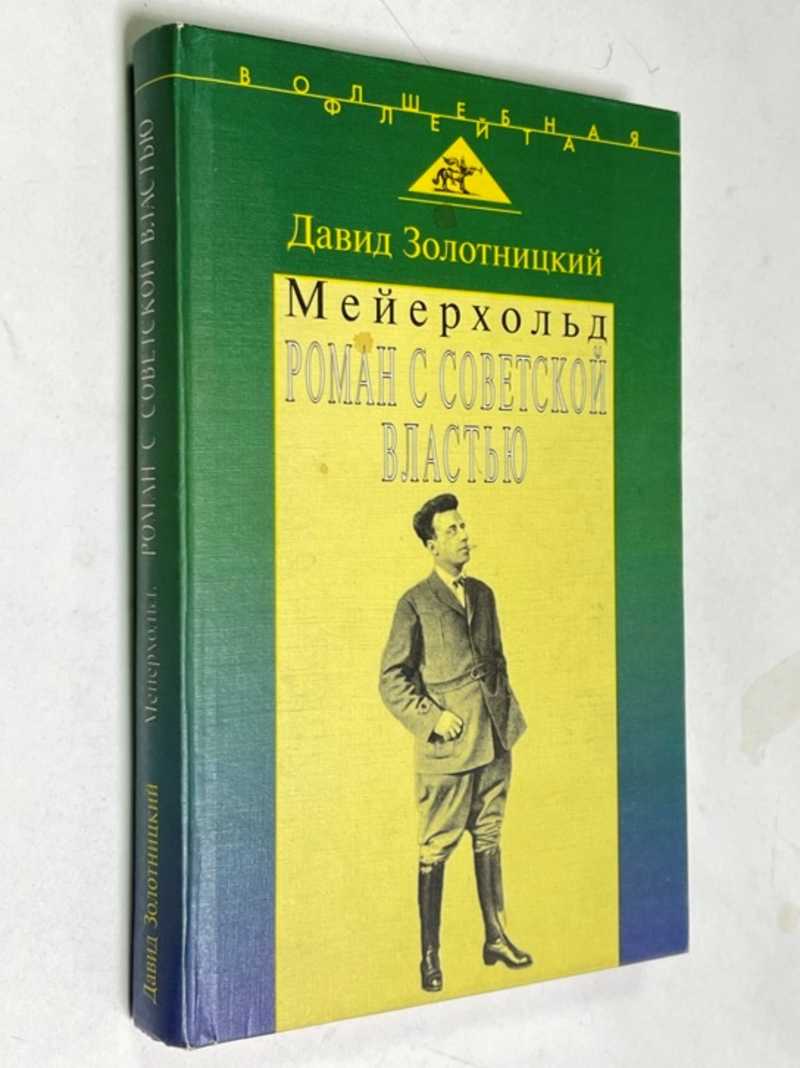 ВОЛШЕБНАЯ
ФЛЕЙТА
Давид Золотницкий
Мейерхольд
РОМАН С СОВЕТСКОЙ
ВЛАСТЬЮ
Давид Золотницкий Мейерхольд. РОМАН С СОВЕТСКОЙ ВЛАСТЬЮ